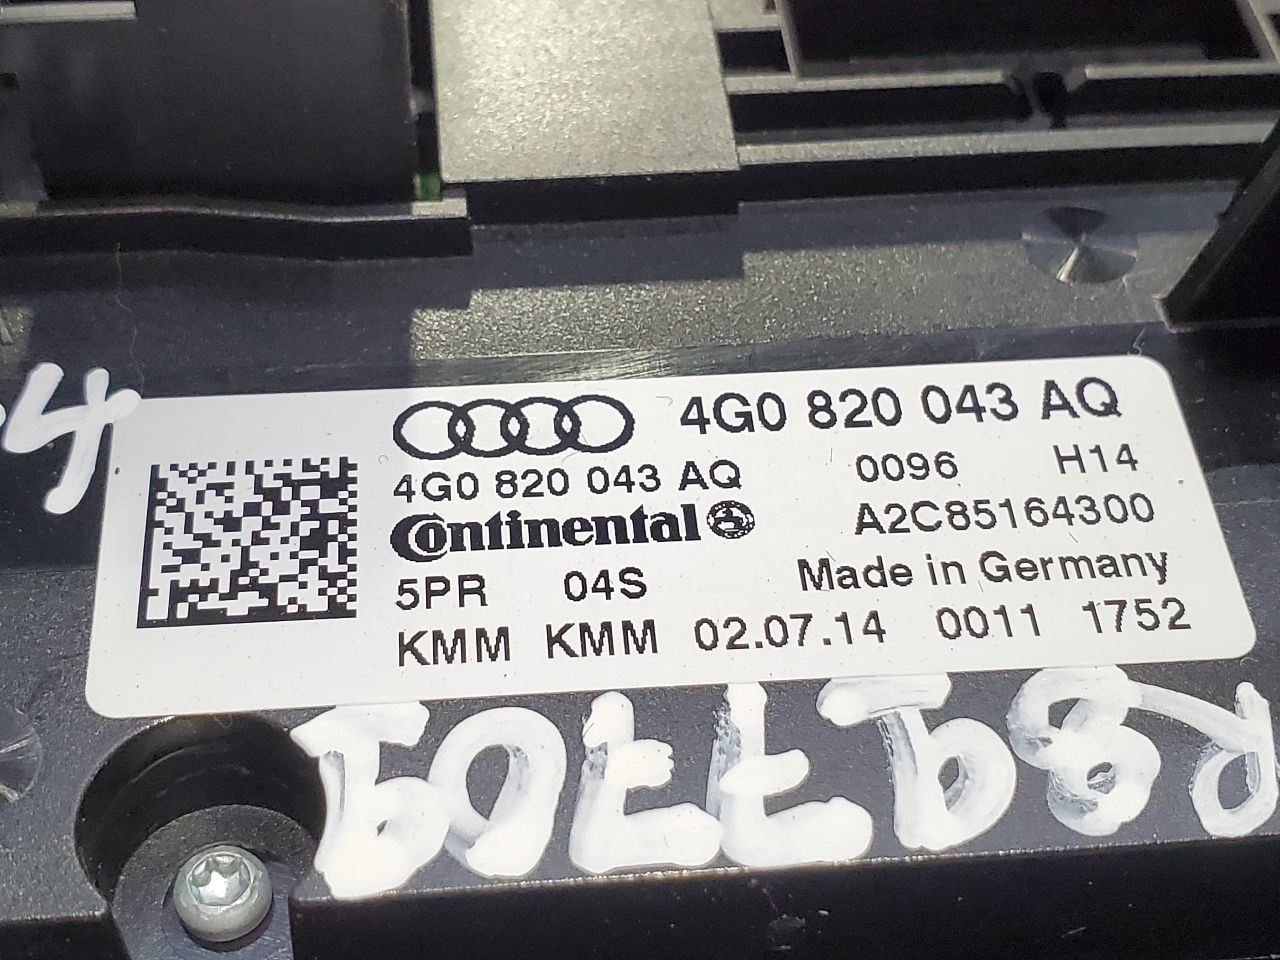 4G0 820 043 AQ
4G0 820 043 AQ 0096 H14
Continental A2C85164300
5PR 04S Made in Germany
KMM KMM 02.07.14 0011 1752